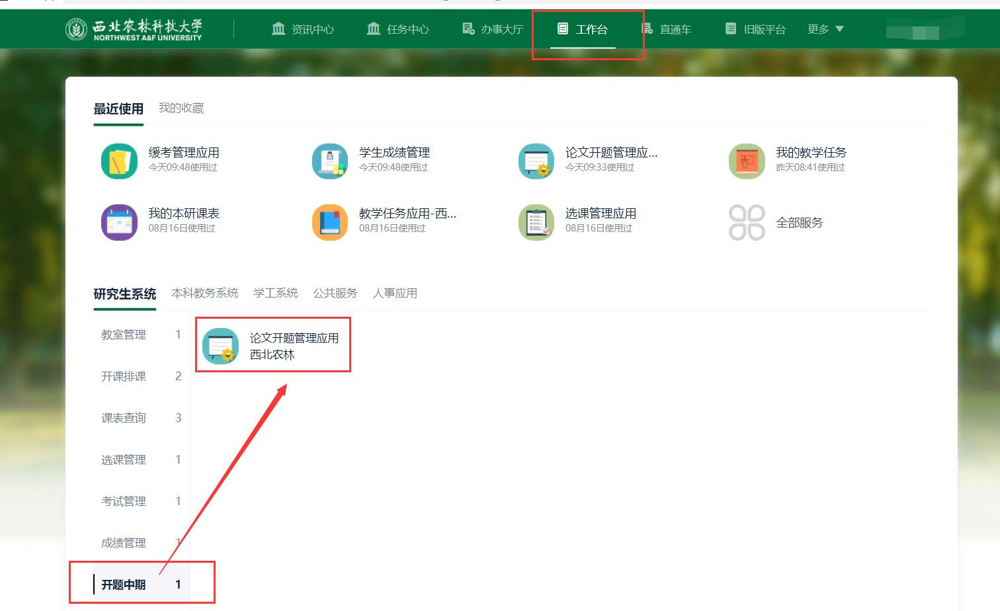 西北农林科技大学
NORTHWEST A&F UNIVERSITY
资讯中心
任务中心
办事大厅
工作台
直通车
旧版平台
更多
最近使用
我的收藏
缓考管理应用
今天09:48使用过
学生成绩管理
今天09:48使用过
论文开题管理应...
今天09:33使用过
我的教学任务
昨天08:41使用过
我的本研课表
08月16日使用过
教学任务应用-西...
08月16日使用过
选课管理应用
08月16日使用过
全部服务
研究生系统
本科教务系统
学工系统
公共服务
人事应用
教室管理 1
论文开题管理应用
西北农林
开课排课 2
课表查询 3
选课管理 1
考试管理 1
成绩管理 1
开题中期 1